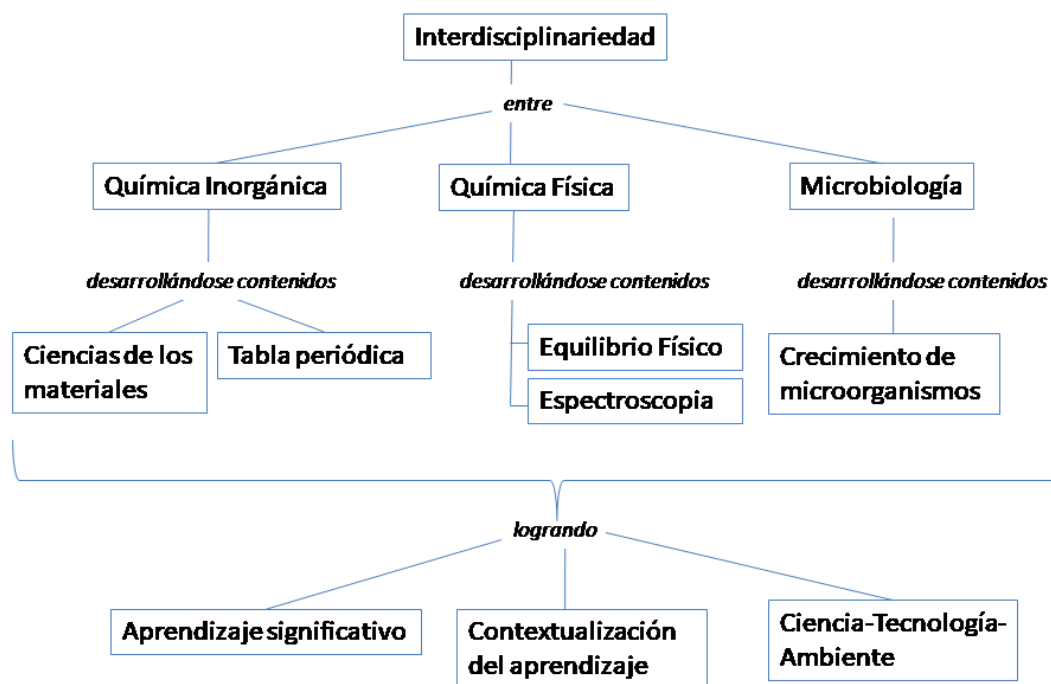 Interdisciplinariedad
entre
Química Inorgánica
Química Física
Microbiología
desarrollándose contenidos
desarrollándose contenidos
desarrollándose contenidos
Ciencias de los
materiales
Tabla periódica
Equilibrio Físico
Espectroscopia
Crecimiento de
microorganismos
logrando
Aprendizaje significativo
Contextualización
del aprendizaje
Ciencia-Tecnología-
Ambiente